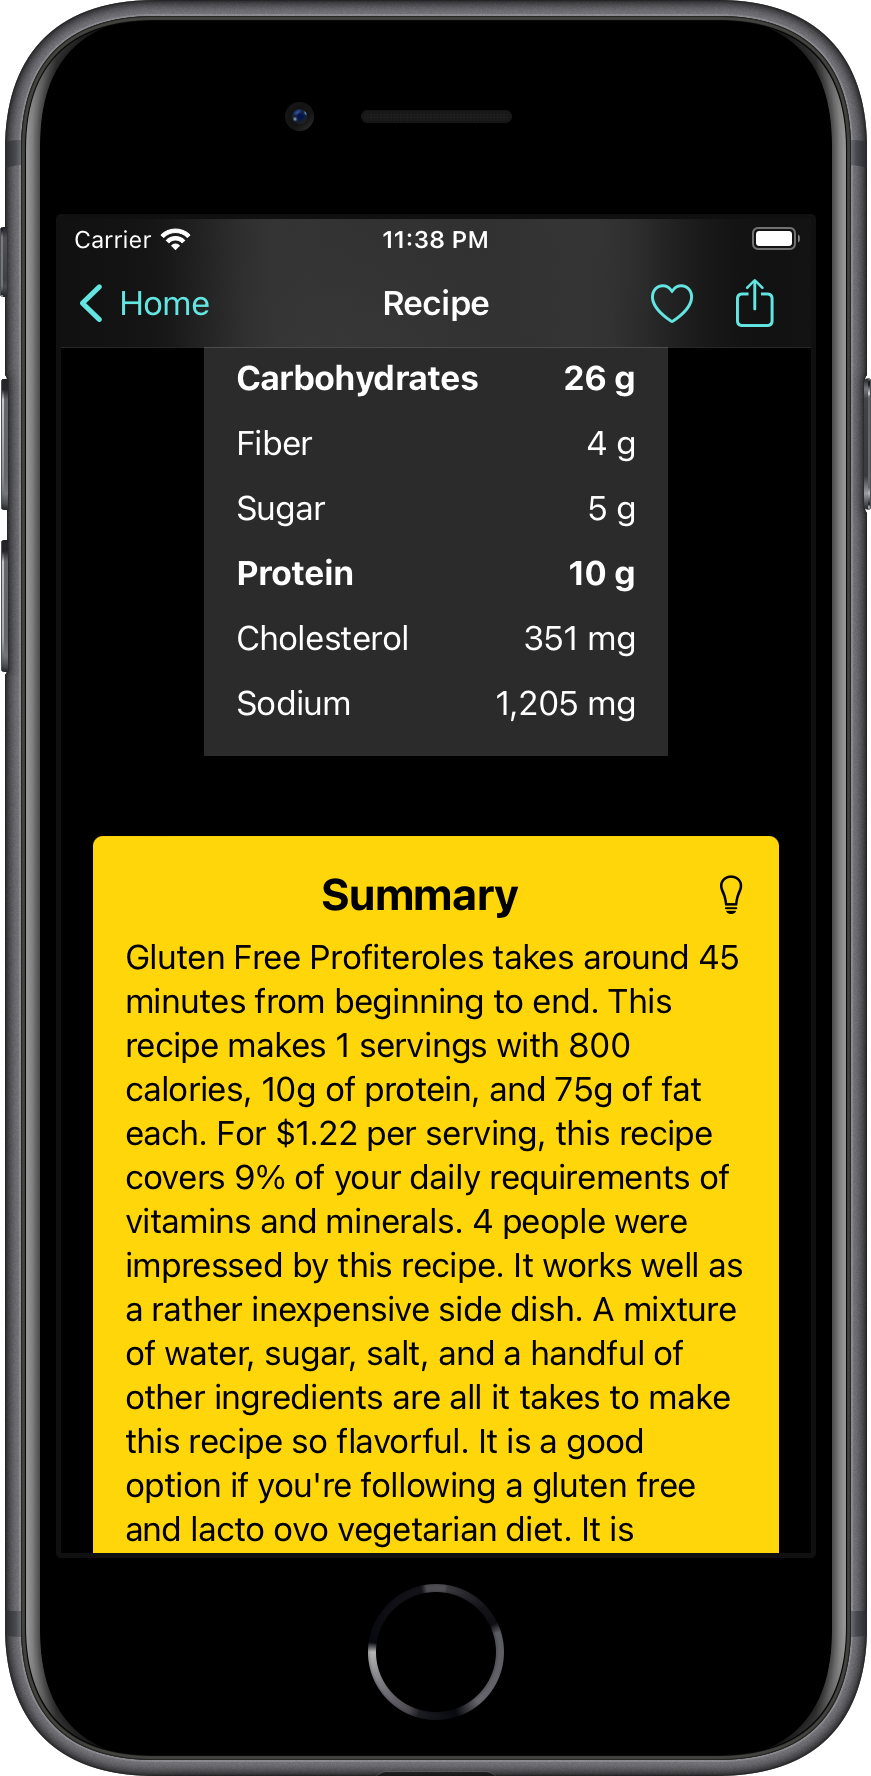 Carrier 11:38 PM
Home Recipe
Carbohydrates 26 g
Fiber 4 g
Sugar 5 g
Protein 10 g
Cholesterol 351 mg
Sodium 1,205 mg
Summary
Gluten Free Profiteroles takes around 45
minutes from beginning to end. This
recipe makes 1 servings with 800
calories, 10g of protein, and 75g of fat
each. For $1.22 per serving, this recipe
covers 9% of your daily requirements of
vitamins and minerals. 4 people were
impressed by this recipe. It works well as
a rather inexpensive side dish. A mixture
of water, sugar, salt, and a handful of
other ingredients are all it takes to make
this recipe so flavorful. It is a good
option if you're following a gluten free
and lacto ovo vegetarian diet. It is